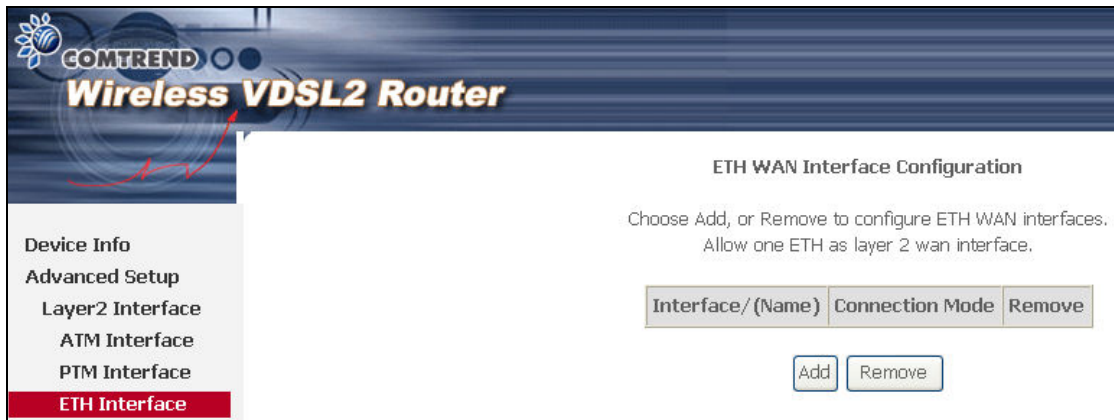 COMTREND
Wireless VDSL2 Router
Device Info
Advanced Setup
Layer2 Interface
ATM Interface
PTM Interface
ETH Interface
ETH WAN Interface Configuration
Choose Add, or Remove to configure ETH WAN interfaces.
Allow one ETH as layer 2 wan interface.
Interface/(Name) Connection Mode Remove
Add Remove